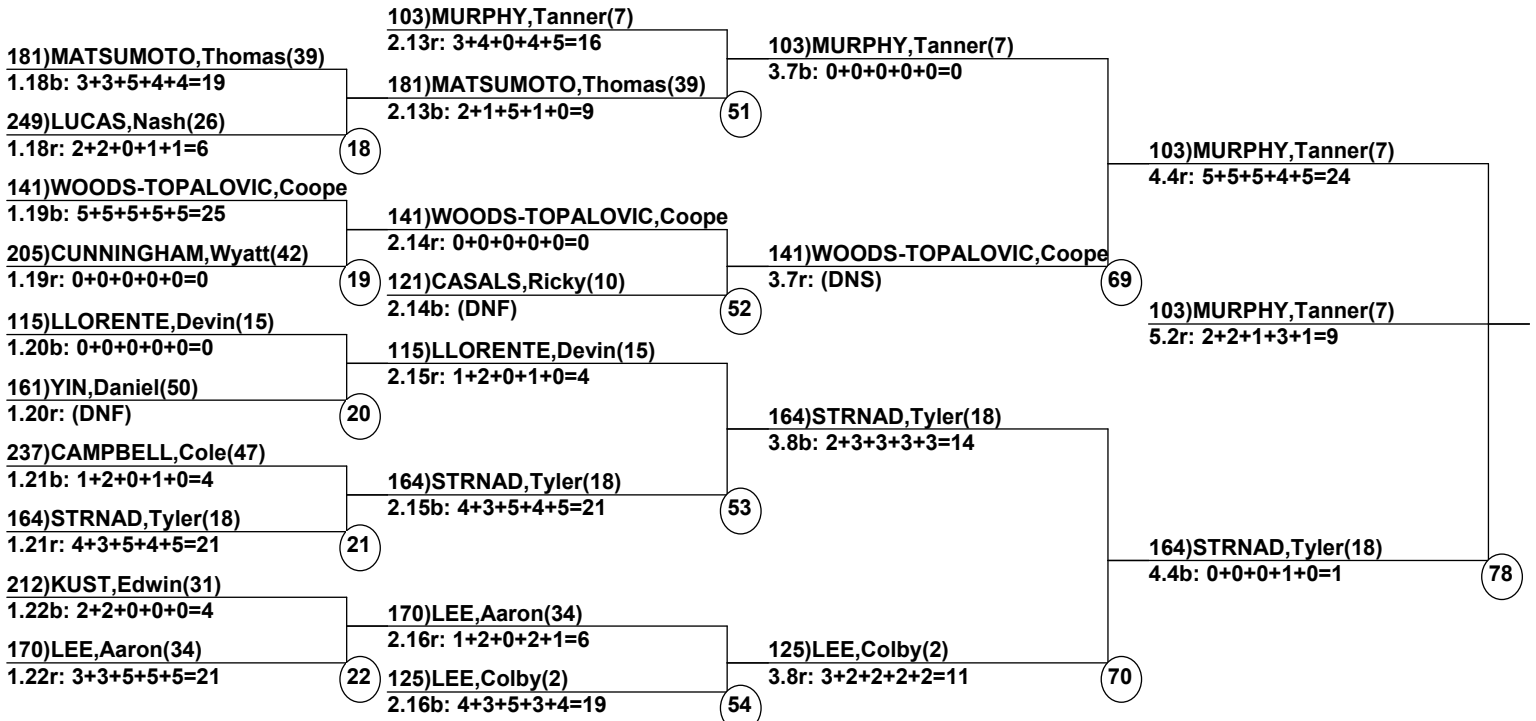 181)MATSUMOTO,Thomas(39)
1.18b: 3+3+5+4+4=19
249)LUCAS,Nash(26)
1.18r: 2+2+0+1+1=6
18
141)WOODS-TOPALOVIC,Coope
1.19b: 5+5+5+5+5=25
205)CUNNINGHAM,Wyatt(42)
1.19r: 0+0+0+0+0=0
19
115)LLORENTE,Devin(15)
1.20b: 0+0+0+0+0=0
161)YIN,Daniel(50)
1.20r: (DNF)
20
237)CAMPBELL,Cole(47)
1.21b: 1+2+0+1+0=4
164)STRNAD,Tyler(18)
1.21r: 4+3+5+4+5=21
21
212)KUST,Edwin(31)
1.22b: 2+2+0+0+0=4
170)LEE,Aaron(34)
1.22r: 3+3+5+5+5=21
22
103)MURPHY,Tanner(7)
2.13r: 3+4+0+4+5=16
181)MATSUMOTO,Thomas(39)
2.13b: 2+1+5+1+0=9
51
141)WOODS-TOPALOVIC,Coope
2.14r: 0+0+0+0+0=0
121)CASALS,Ricky(10)
2.14b: (DNF)
52
115)LLORENTE,Devin(15)
2.15r: 1+2+0+1+0=4
164)STRNAD,Tyler(18)
2.15b: 4+3+5+4+5=21
53
170)LEE,Aaron(34)
2.16r: 1+2+0+2+1=6
125)LEE,Colby(2)
2.16b: 4+3+5+3+4=19
54
103)MURPHY,Tanner(7)
3.7b: 0+0+0+0+0=0
141)WOODS-TOPALOVIC,Coope
3.7r: (DNS)
69
164)STRNAD,Tyler(18)
3.8b: 2+3+3+3+3=14
125)LEE,Colby(2)
3.8r: 3+2+2+2+2=11
70
103)MURPHY,Tanner(7)
4.4r: 5+5+5+4+5=24
103)MURPHY,Tanner(7)
5.2r: 2+2+1+3+1=9
164)STRNAD,Tyler(18)
4.4b: 0+0+0+1+0=1
78